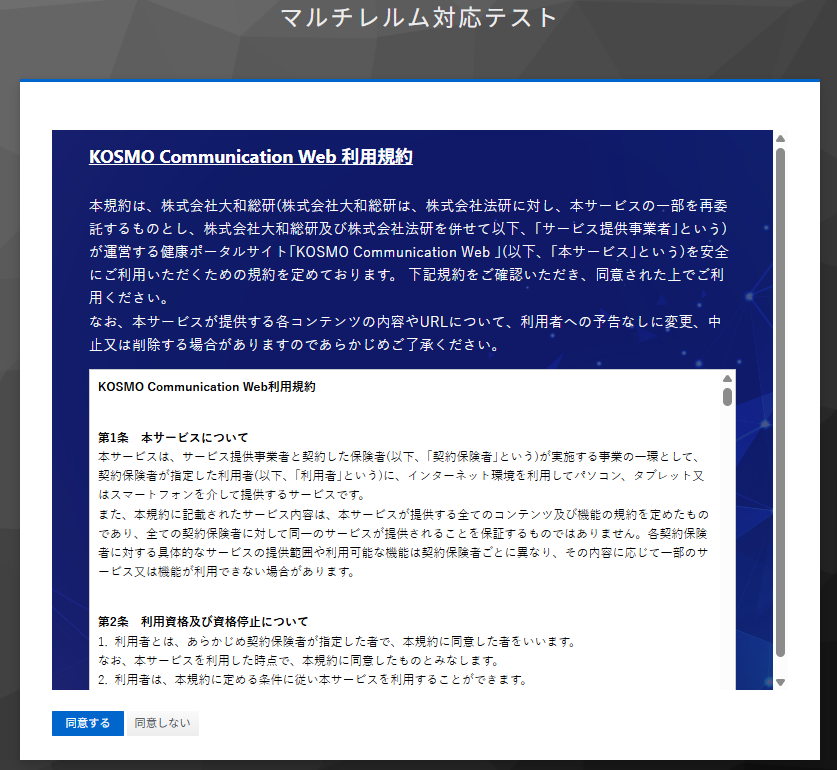 マルチレルム対応テスト
KOSMO Communication Web 利用規約
本規約は、株式会社大和総研(株式会社大和総研は、株式会社法研に対し、本サービスの一部を再委
託するものとし、株式会社大和総研及び株式会社法研を併せて以下、「サービス提供事業者」という)
が運営する健康ポータルサイト「KOSMO Communication Web 」(以下、「本サービス」という)を安全
にご利用いただくための規約を定めております。 下記規約をご確認いただき、同意された上でご利
用ください。
なお、本サービスが提供する各コンテンツの内容やURLについて、利用者への予告なしに変更、中
止又は削除する場合がありますのであらかじめご了承ください。
KOSMO Communication Web利用規約
第1条　本サービスについて
本サービスは、サービス提供事業者と契約した保険者(以下、「契約保険者」という)が実施する事業の一環として、
契約保険者が指定した利用者(以下、「利用者」という)に、インターネット環境を利用してパソコン、タブレット又
はスマートフォンを介して提供するサービスです。
また、本規約に記載されたサービス内容は、本サービスが提供する全てのコンテンツ及び機能の規約を定めたもの
であり、全ての契約保険者に対して同一のサービスが提供されることを保証するものではありません。各契約保険
者に対する具体的なサービスの提供範囲や利用可能な機能は契約保険者ごとに異なり、その内容に応じて一部のサ
ービス又は機能が利用できない場合があります。
第2条　利用資格及び資格停止について
1. 利用者とは、あらかじめ契約保険者が指定した者で、本規約に同意した者をいいます。
なお、本サービスを利用した時点で、本規約に同意したものとみなします。
2. 利用者は、本規約に定める条件に従い本サービスを利用することができます。
同意する 同意しない